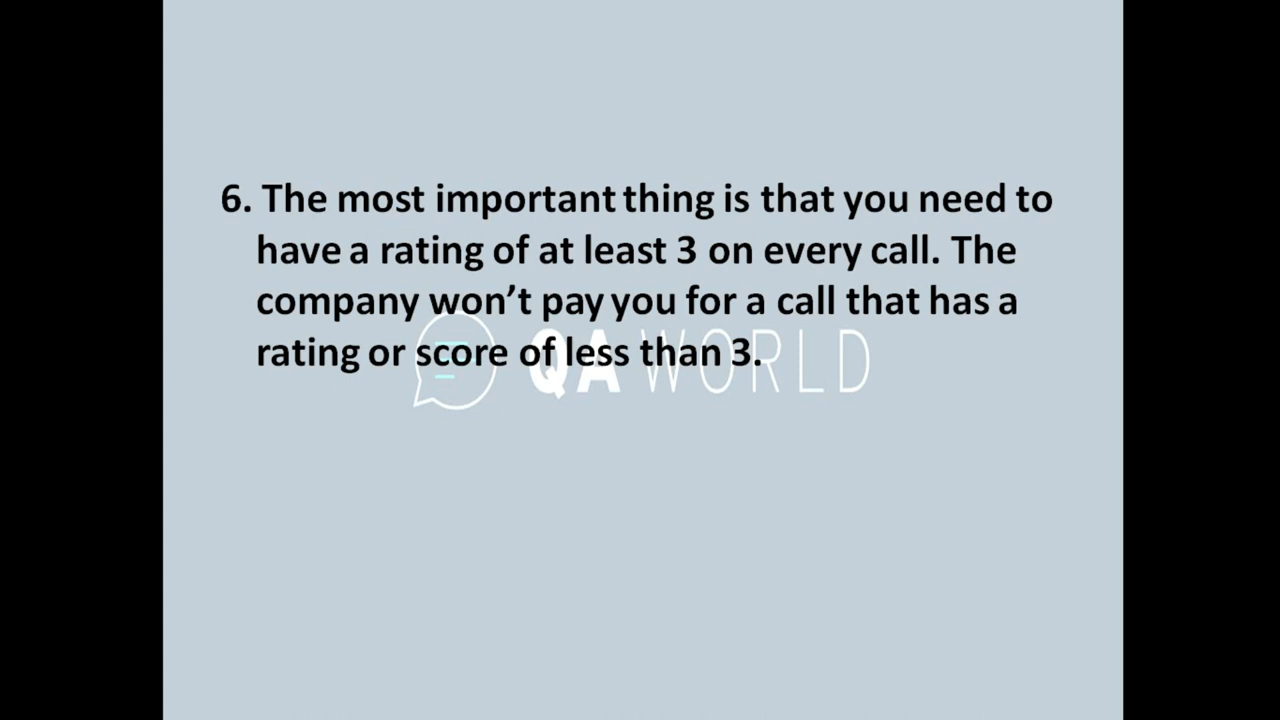 6. The most important thing is that you need to
have a rating of at least 3 on every call. The
company won’t pay you for a call that has a
rating or score of less than 3.
QA WORLD